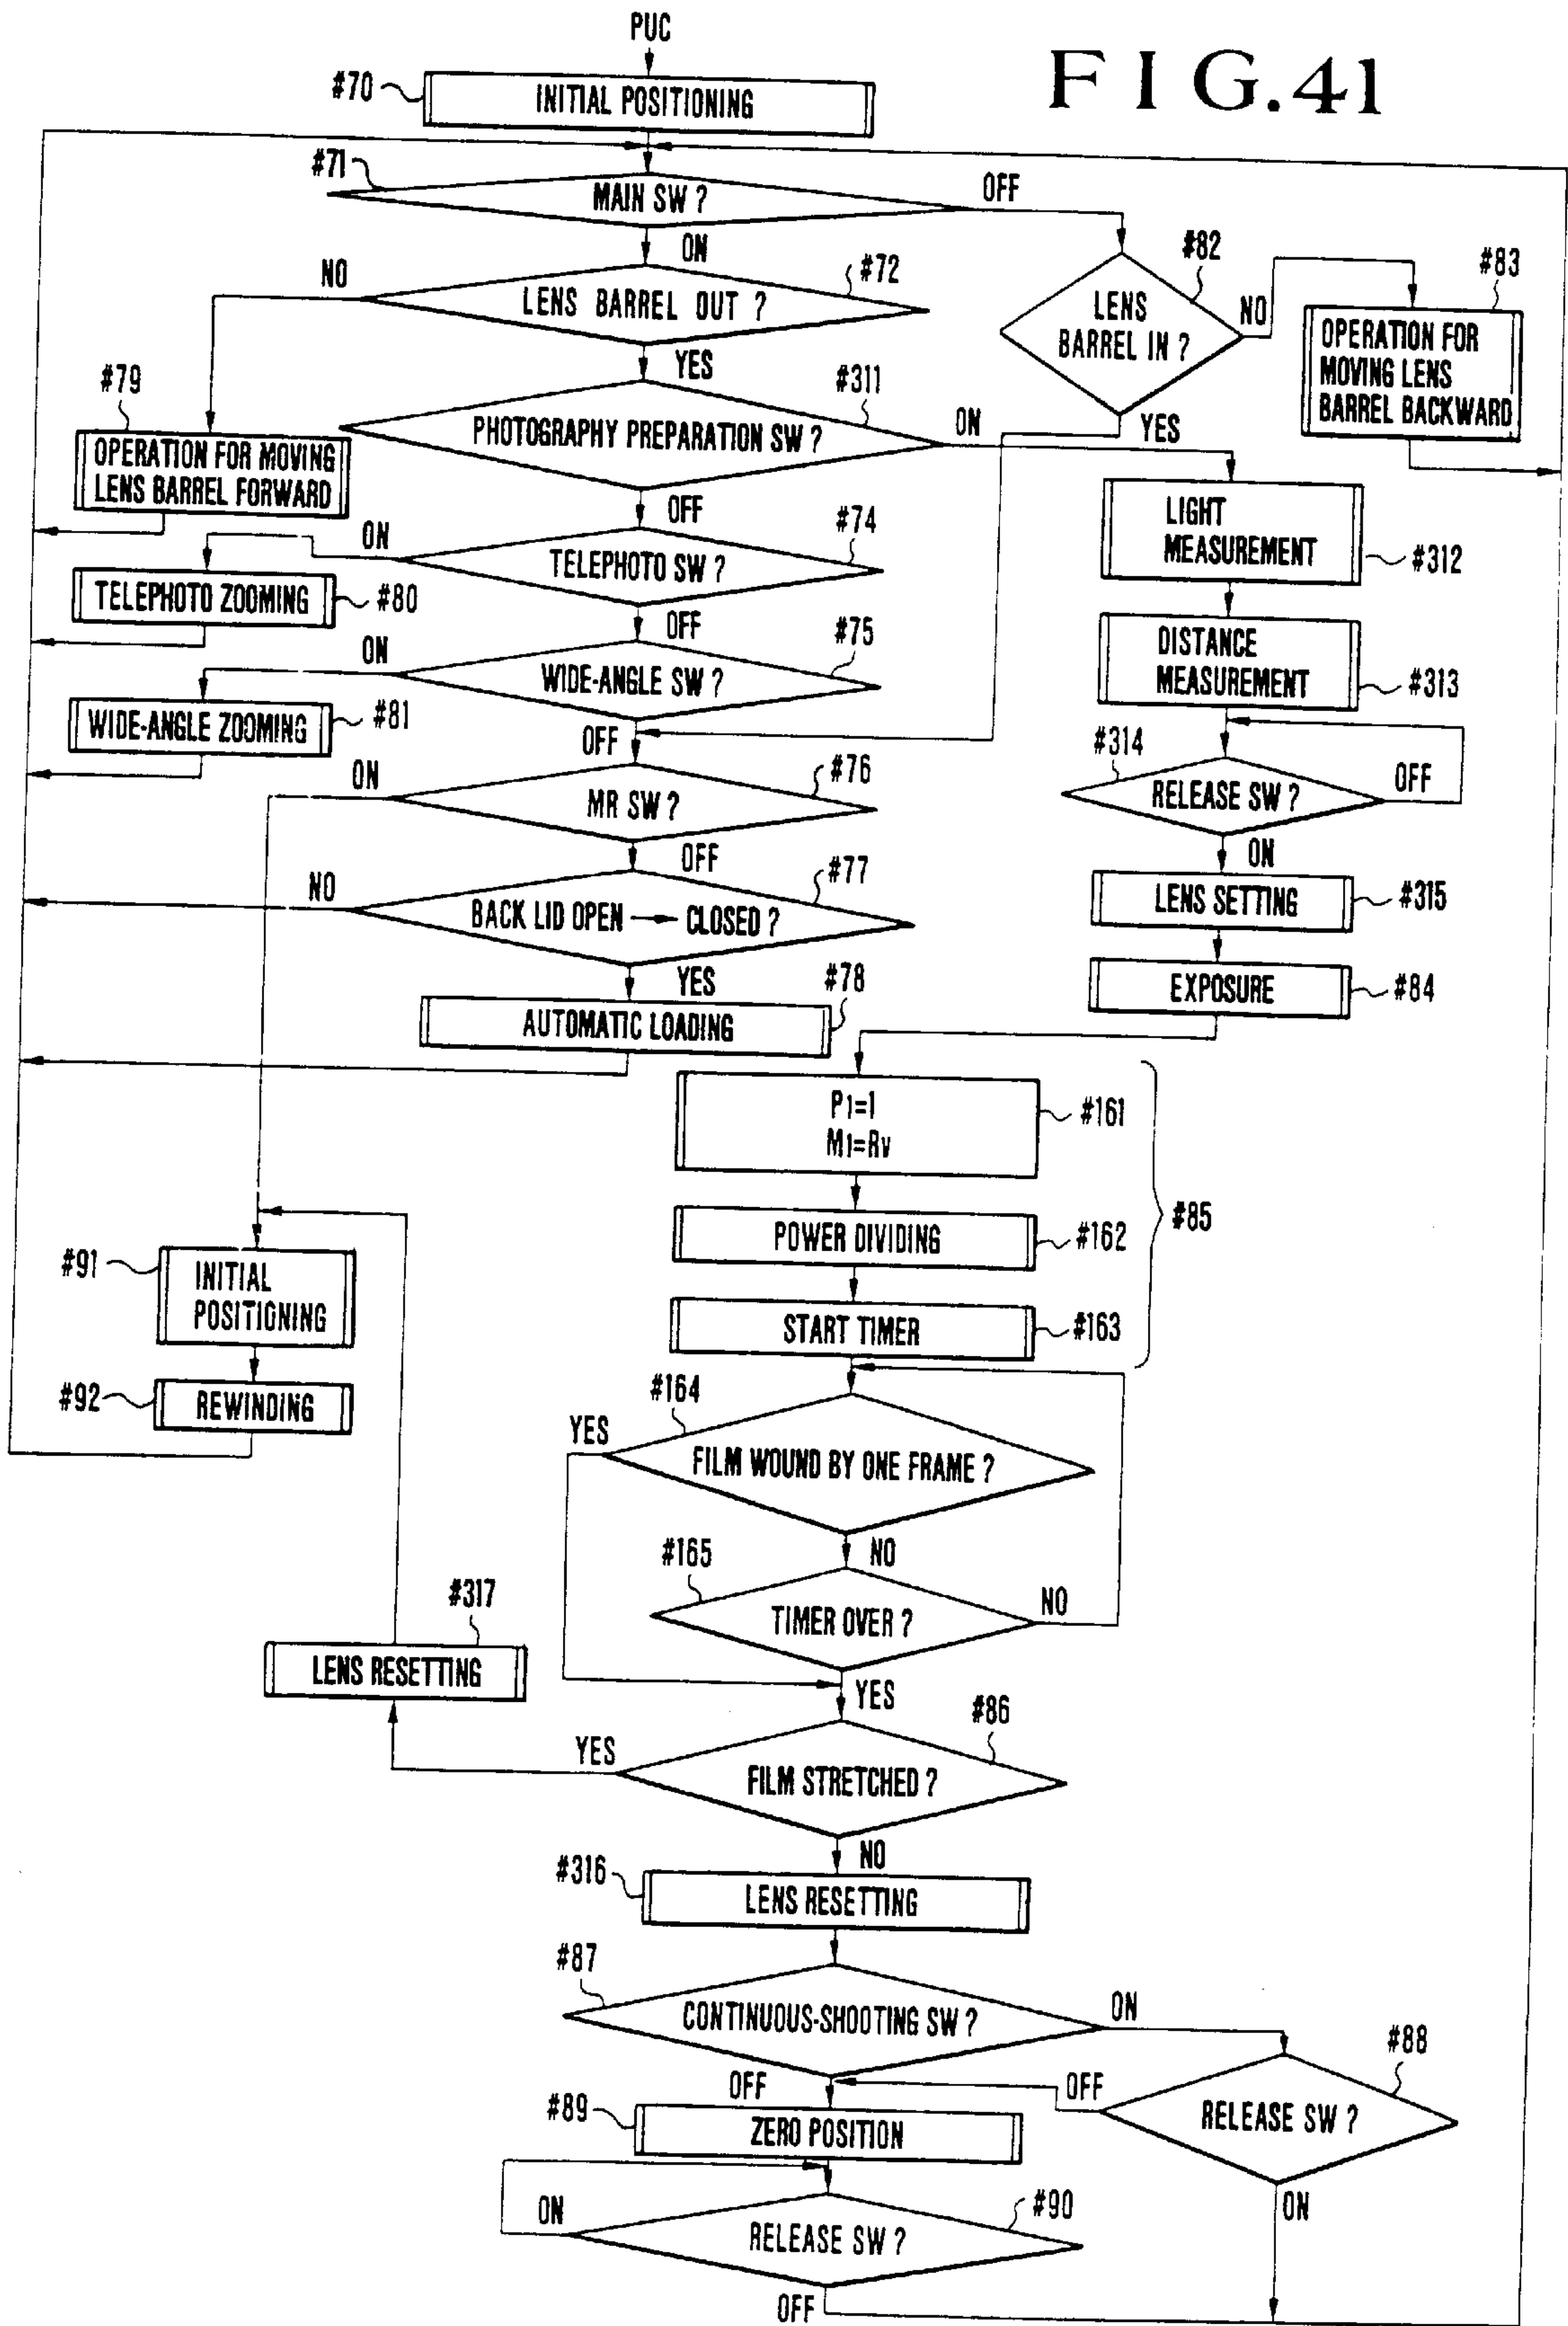 PUC
FIG.41
#70
INITIAL POSITIONING
#71
MAIN SW ?
OFF
ON
#72
NO
LENS BARREL OUT ?
YES
#82
LENS
BARREL IN ?
NO
YES
#83
OPERATION FOR
MOVING LENS
BARREL BACKWARD
#79
OPERATION FOR MOVING
LENS BARREL FORWARD
#311
PHOTOGRAPHY PREPARATION SW ?
ON
OFF
#74
ON
TELEPHOTO SW ?
OFF
TELEPHOTO ZOOMING
#80
#75
ON
WIDE-ANGLE SW ?
OFF
WIDE-ANGLE ZOOMING
#81
LIGHT
MEASUREMENT
#312
DISTANCE
MEASUREMENT
#313
#314
RELEASE SW ?
OFF
ON
LENS SETTING
#315
EXPOSURE
#84
#76
ON
MR SW ?
OFF
#77
NO
BACK LID OPEN → CLOSED ?
YES
#78
AUTOMATIC LOADING
P1=1
M1=Rv
#161
POWER DIVIDING
#162
START TIMER
#163
#85
#91
INITIAL
POSITIONING
#92
REWINDING
#164
YES
FILM WOUND BY ONE FRAME ?
NO
#165
TIMER OVER ?
NO
YES
#317
LENS RESETTING
#86
YES
FILM STRETCHED ?
NO
#316
LENS RESETTING
#87
CONTINUOUS-SHOOTING SW ?
ON
OFF
#88
OFF
RELEASE SW ?
ON
#89
ZERO POSITION
#90
ON
RELEASE SW ?
OFF